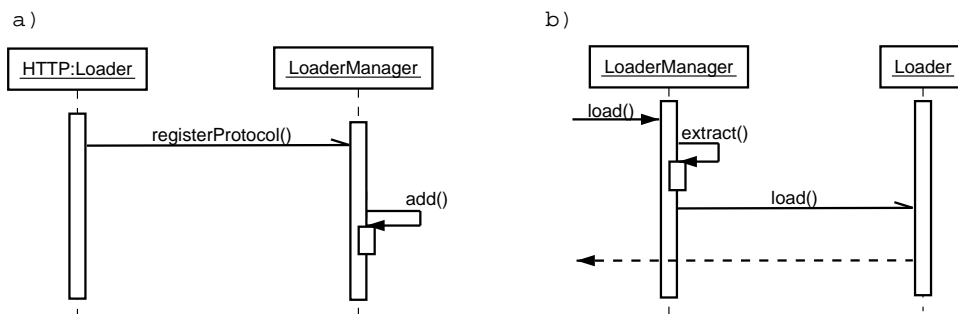 a)
HTTP:Loader
LoaderManager
registerProtocol()
add()
b)
LoaderManager
Loader
load()
extract()
load()